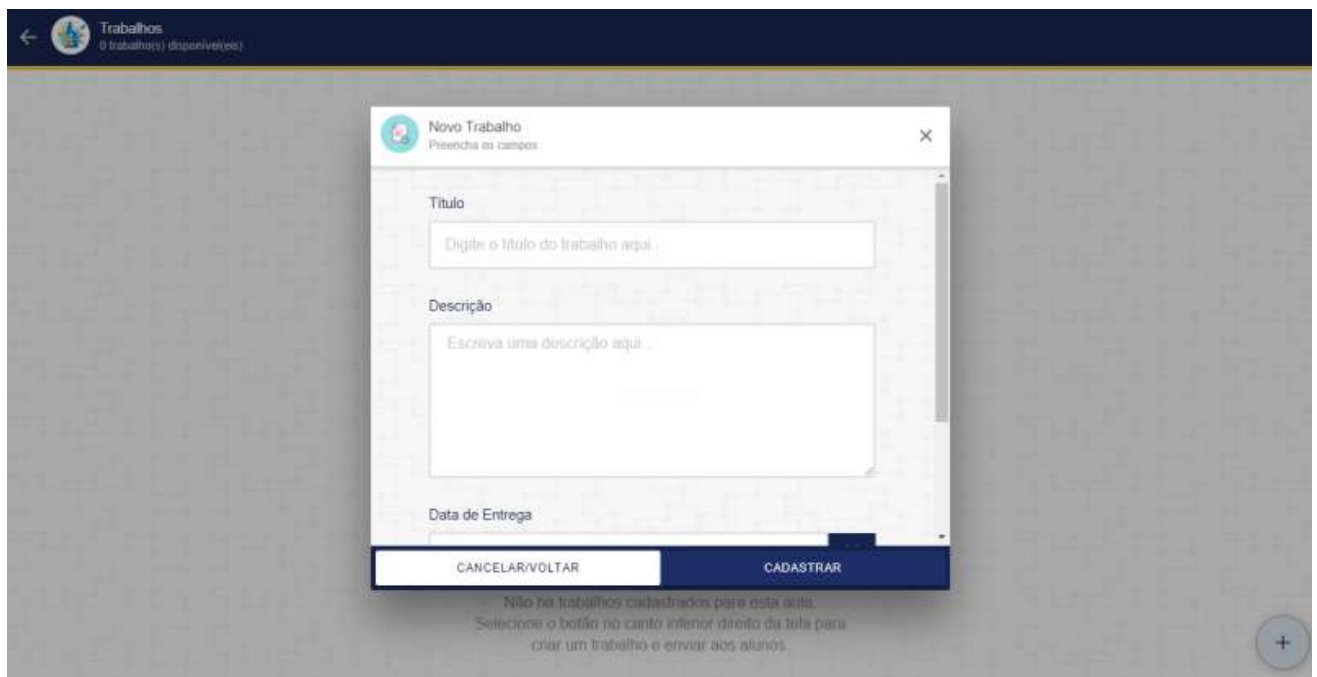 Trabalhos
0 trabalho(s) disponível(eis)
Novo Trabalho
Preencha os campos
Título
Digite o título do trabalho aqui...
Descrição
Escreva uma descrição aqui...
Data de Entrega
CANCELAR/VOLTAR
CADASTRAR
Não há trabalhos cadastrados para esta aula.
Selecione o botão no canto inferior direito da tela para
criar um trabalho e enviar aos alunos.
+